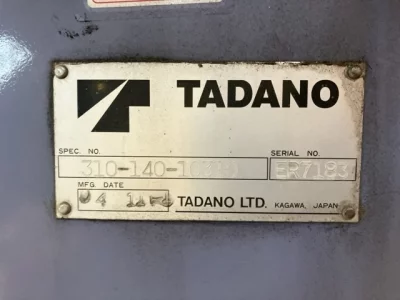 TADANO
SPEC. NO.
SERIAL NO.
MFG. DATE
TADANO LTD. KAGAWA, JAPAN